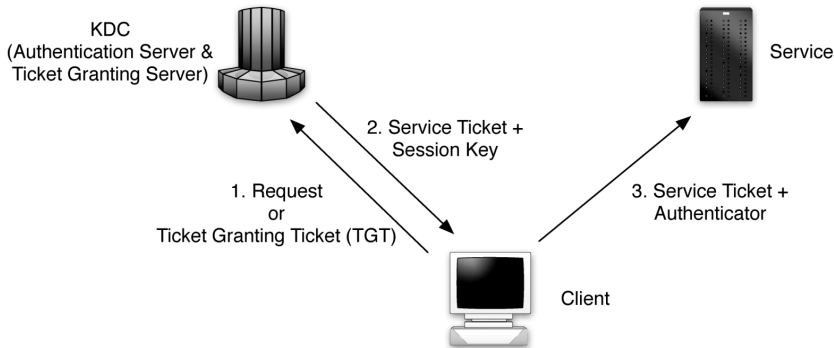 KDC
(Authentication Server &
Ticket Granting Server)
Service
2. Service Ticket +
Session Key
1. Request
or
Ticket Granting Ticket (TGT)
3. Service Ticket +
Authenticator
Client